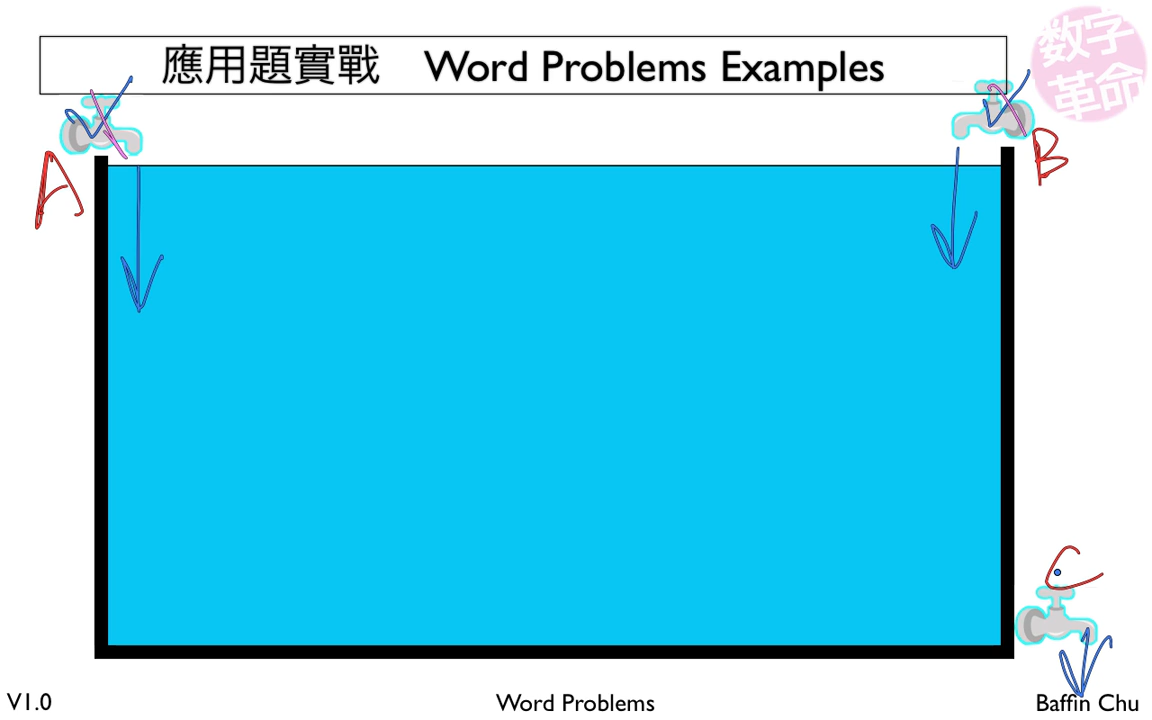 應用題實戰 Word Problems Examples
数字
革命
A
B
C
V1.0
Word Problems
Baffin Chu